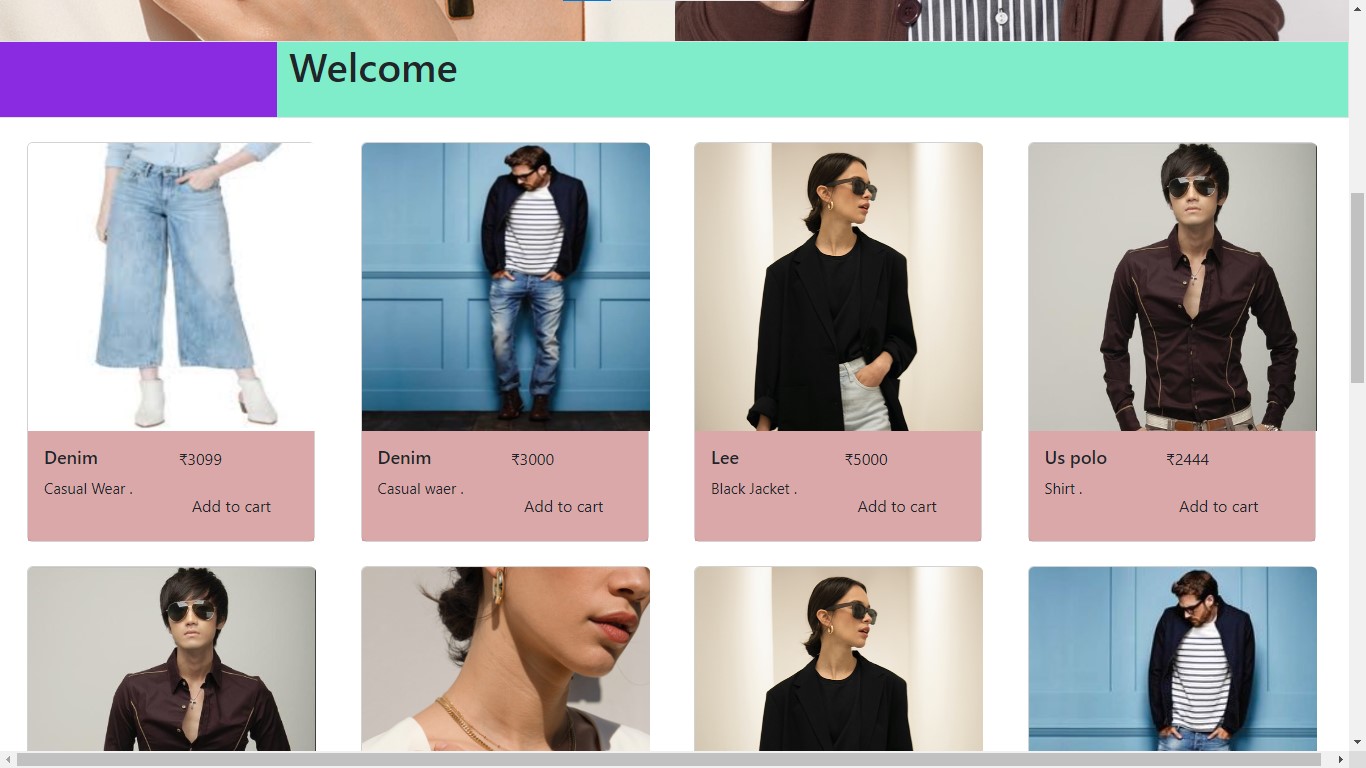 Welcome
Denim ₹3099
Casual Wear .
Add to cart
Denim ₹3000
Casual waer .
Add to cart
Lee ₹5000
Black Jacket .
Add to cart
Us polo ₹2444
Shirt .
Add to cart